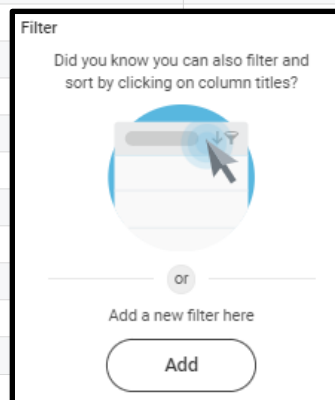 Filter
Did you know you can also filter and
sort by clicking on column titles?
or
Add a new filter here
Add